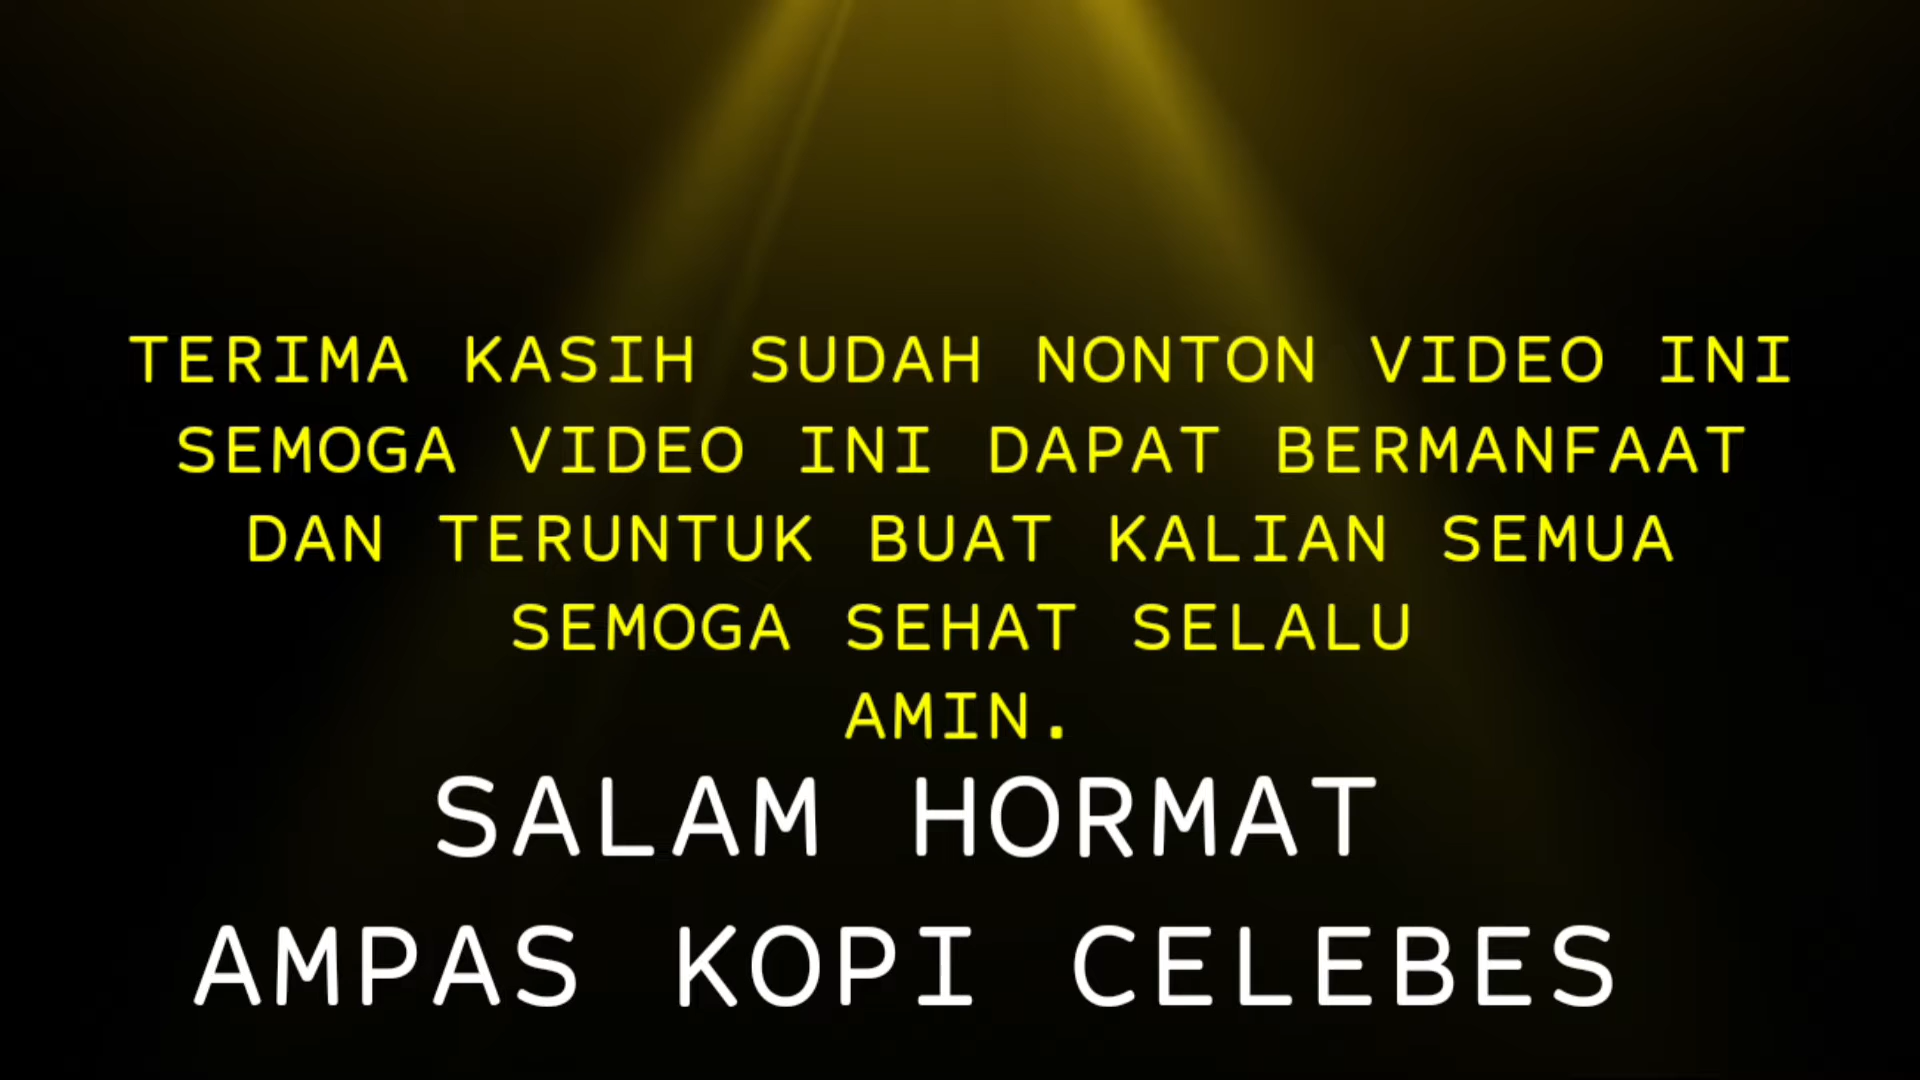 TERIMA KASIH SUDAH NONTON VIDEO INI
SEMOGA VIDEO INI DAPAT BERMANFAAT
DAN TERUNTUK BUAT KALIAN SEMUA
SEMOGA SEHAT SELALU
AMIN.
SALAM HORMAT
AMPAS KOPI CELEBES